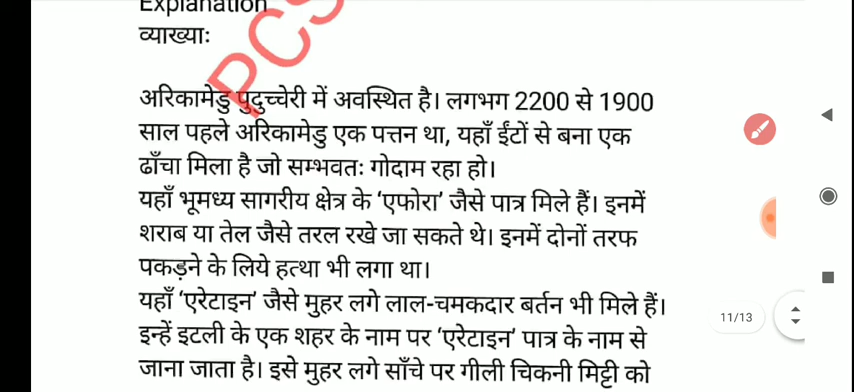 Explanation
व्याख्याः
PCS
अरिकामेडु पुदुच्चेरी में अवस्थित है। लगभग 2200 से 1900
साल पहले अरिकामेडु एक पत्तन था, यहाँ ईंटों से बना एक
ढाँचा मिला है जो सम्भवतः गोदाम रहा हो।
यहाँ भूमध्य सागरीय क्षेत्र के 'एफोरा' जैसे पात्र मिले हैं। इनमें
शराब या तेल जैसे तरल रखे जा सकते थे। इनमें दोनों तरफ
पकड़ने के लिये हत्था भी लगा था।
यहाँ 'एरेटाइन' जैसे मुहर लगे लाल-चमकदार बर्तन भी मिले हैं।
11/13
इन्हें इटली के एक शहर के नाम पर 'एरेटाइन' पात्र के नाम से
जाना जाता है। इसे मुहर लगे साँचे पर गीली चिकनी मिट्टी को